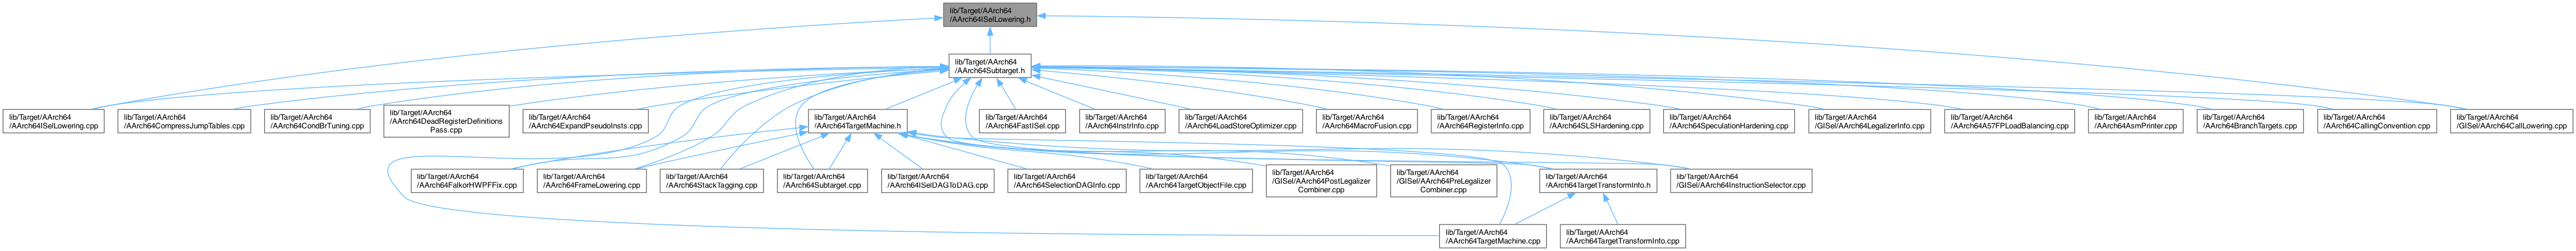 lib/Target/AArch64
/AArch64ISelLowering.h
lib/Target/AArch64
/AArch64Subtarget.h
lib/Target/AArch64
/AArch64ISelLowering.cpp
lib/Target/AArch64
/AArch64CompressJumpTables.cpp
lib/Target/AArch64
/AArch64CondBrTuning.cpp
lib/Target/AArch64
/AArch64DeadRegisterDefinitions
Pass.cpp
lib/Target/AArch64
/AArch64ExpandPseudoInsts.cpp
lib/Target/AArch64
/AArch64TargetMachine.h
lib/Target/AArch64
/AArch64FastISel.cpp
lib/Target/AArch64
/AArch64InstrInfo.cpp
lib/Target/AArch64
/AArch64LoadStoreOptimizer.cpp
lib/Target/AArch64
/AArch64MacroFusion.cpp
lib/Target/AArch64
/AArch64RegisterInfo.cpp
lib/Target/AArch64
/AArch64SLSHardening.cpp
lib/Target/AArch64
/AArch64SpeculationHardening.cpp
lib/Target/AArch64
/GISel/AArch64LegalizerInfo.cpp
lib/Target/AArch64
/AArch64A57FPLoadBalancing.cpp
lib/Target/AArch64
/AArch64AsmPrinter.cpp
lib/Target/AArch64
/AArch64BranchTargets.cpp
lib/Target/AArch64
/AArch64CallingConvention.cpp
lib/Target/AArch64
/GISel/AArch64CallLowering.cpp
lib/Target/AArch64
/AArch64FalkorHWPFFix.cpp
lib/Target/AArch64
/AArch64FrameLowering.cpp
lib/Target/AArch64
/AArch64StackTagging.cpp
lib/Target/AArch64
/AArch64Subtarget.cpp
lib/Target/AArch64
/AArch64ISelDAGToDAG.cpp
lib/Target/AArch64
/AArch64SelectionDAGInfo.cpp
lib/Target/AArch64
/AArch64TargetObjectFile.cpp
lib/Target/AArch64
/GISel/AArch64PostLegalizer
Combiner.cpp
lib/Target/AArch64
/GISel/AArch64PreLegalizer
Combiner.cpp
lib/Target/AArch64
/AArch64TargetTransformInfo.h
lib/Target/AArch64
/GISel/AArch64InstructionSelector.cpp
lib/Target/AArch64
/AArch64TargetMachine.cpp
lib/Target/AArch64
/AArch64TargetTransformInfo.cpp